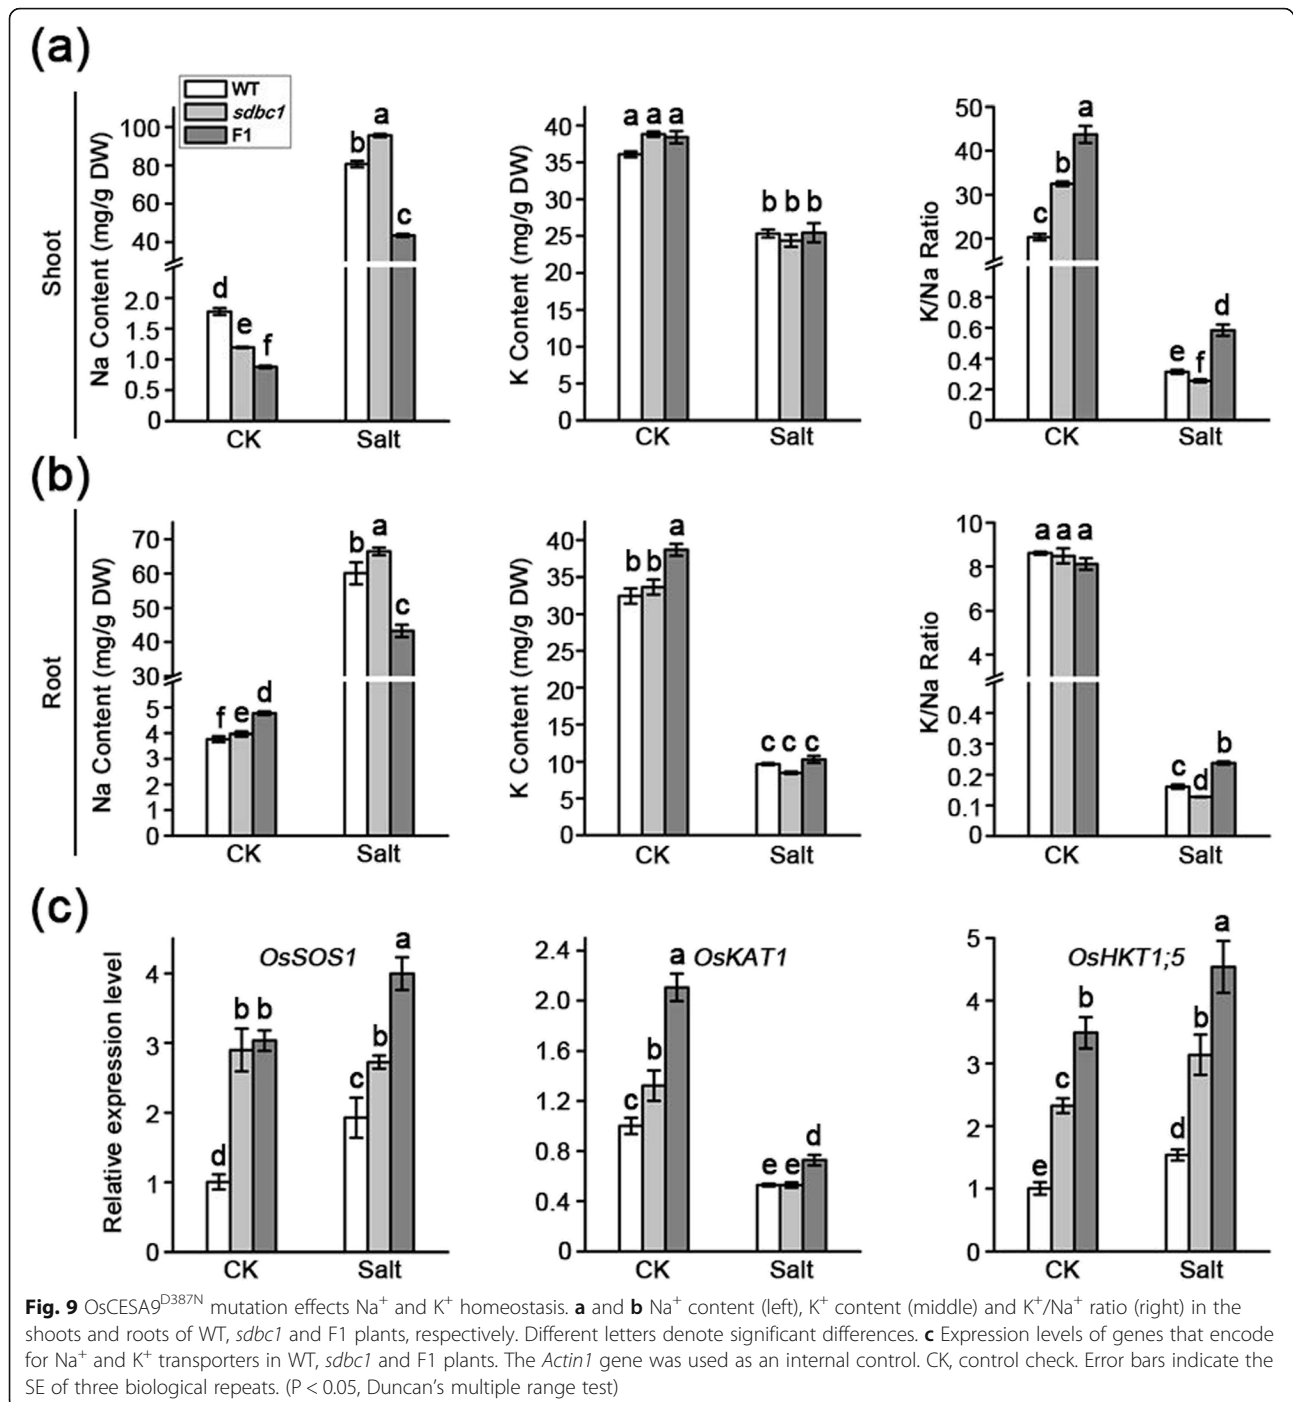 (a)
WT
sdbc1
F1
Shoot
Na Content (mg/g DW)
100
80
60
40
2.0
1.5
1.0
0.5
0
d
e
f
b
a
c
CK
Salt
K Content (mg/g DW)
40
35
30
25
20
15
10
5
0
a a a
b b b
CK
Salt
K/Na Ratio
50
40
30
20
0.8
0.6
0.4
0.2
0
c
b
a
e
f
d
CK
Salt
(b)
Root
Na Content (mg/g DW)
70
60
50
40
30
5
4
3
2
1
0
f
e
d
b
a
c
CK
Salt
K Content (mg/g DW)
40
35
30
25
20
15
10
5
0
b b
a
c c c
CK
Salt
K/Na Ratio
10
8
6
4
0.4
0.3
0.2
0.1
0
a a a
c
d
b
CK
Salt
(c)
Relative expression level
OsSOS1
4
3
2
1
0
d
b b
c
b
a
CK
Salt
OsKAT1
2.4
2.0
1.6
1.2
0.8
0.4
0
c
b
a
e e
d
CK
Salt
OsHKT1;5
5
4
3
2
1
0
e
c
b
d
b
a
CK
Salt
Fig. 9 OsCESA9D387N mutation effects Na+ and K+ homeostasis. a and b Na+ content (left), K+ content (middle) and K+/Na+ ratio (right) in the
shoots and roots of WT, sdbc1 and F1 plants, respectively. Different letters denote significant differences. c Expression levels of genes that encode
for Na+ and K+ transporters in WT, sdbc1 and F1 plants. The Actin1 gene was used as an internal control. CK, control check. Error bars indicate the
SE of three biological repeats. (P < 0.05, Duncan's multiple range test)